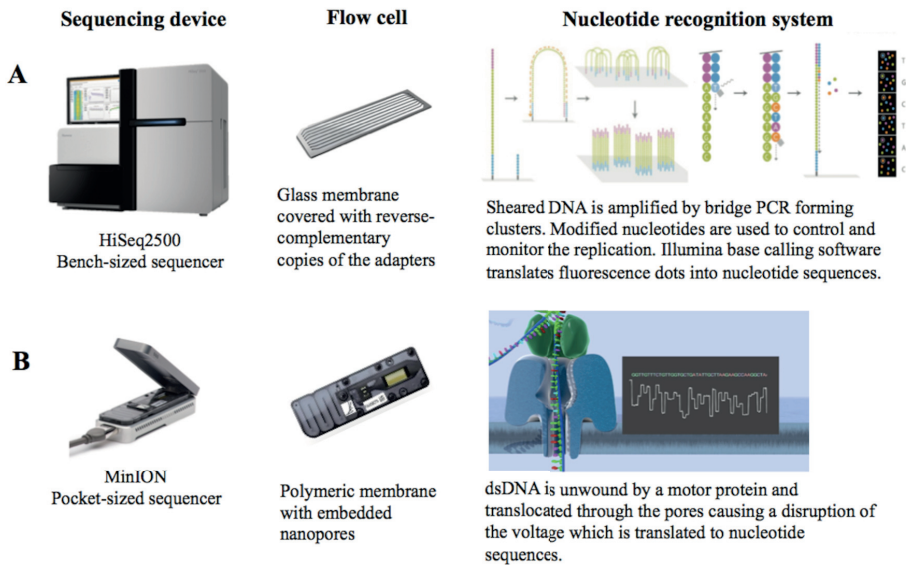 Sequencing device
Flow cell
Nucleotide recognition system
A
HiSeq2500
Bench-sized sequencer
Glass membrane
covered with reverse-
complementary
copies of the adapters
T
G
C
T
A
C
Sheared DNA is amplified by bridge PCR forming
clusters. Modified nucleotides are used to control and
monitor the replication. Illumina base calling software
translates fluorescence dots into nucleotide sequences.
B
MinION
Pocket-sized sequencer
Polymeric membrane
with embedded
nanopores
dsDNA is unwound by a motor protein and
translocated through the pores causing a disruption of
the voltage which is translated to nucleotide
sequences.